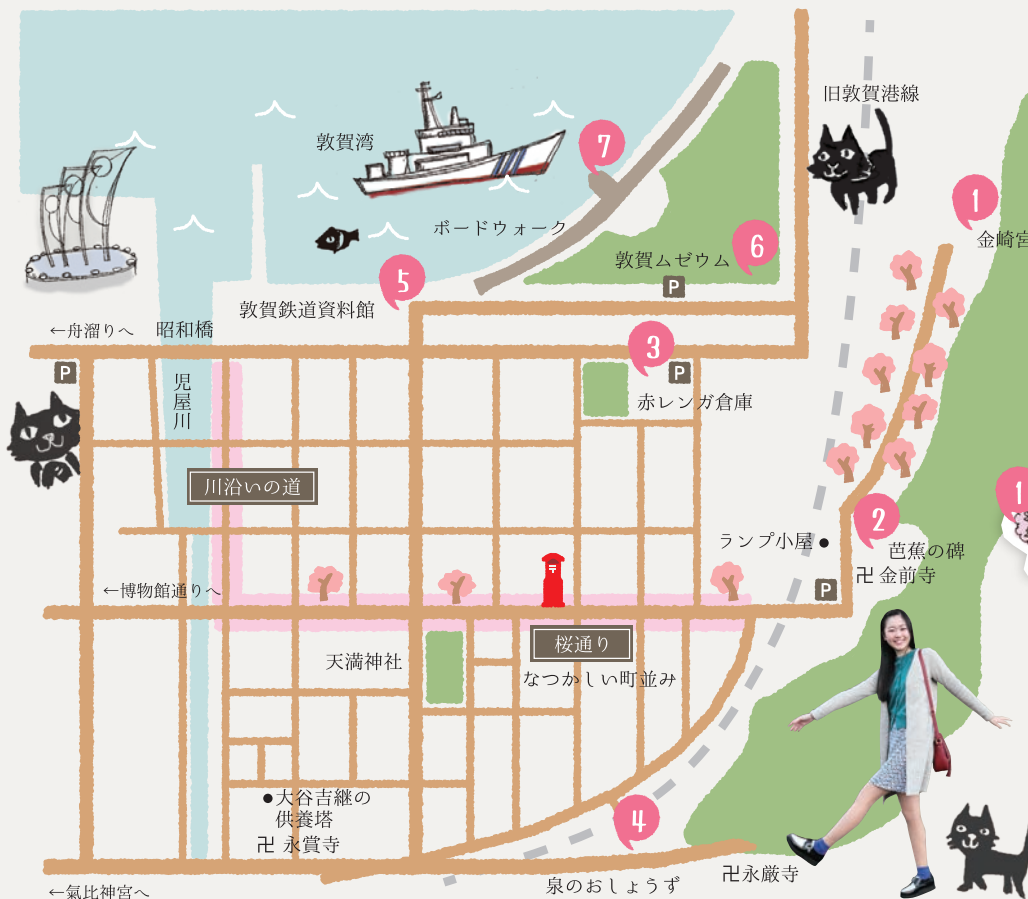 旧敦賀港線
敦賀湾
7
1
ボードウォーク
金崎宮
6
敦賀ムゼウム
5
P
敦賀鉄道資料館
←舟溜りへ
昭和橋
3
P
P
児屋川
赤レンガ倉庫
川沿いの道
1
2
ランプ小屋 ●
芭蕉の碑
卍 金前寺
←博物館通りへ
〒
P
桜通り
天満神社
なつかしい町並み
●大谷吉継の
供養塔
卍 永賞寺
4
←氣比神宮へ
泉のおしょうず
卍永厳寺